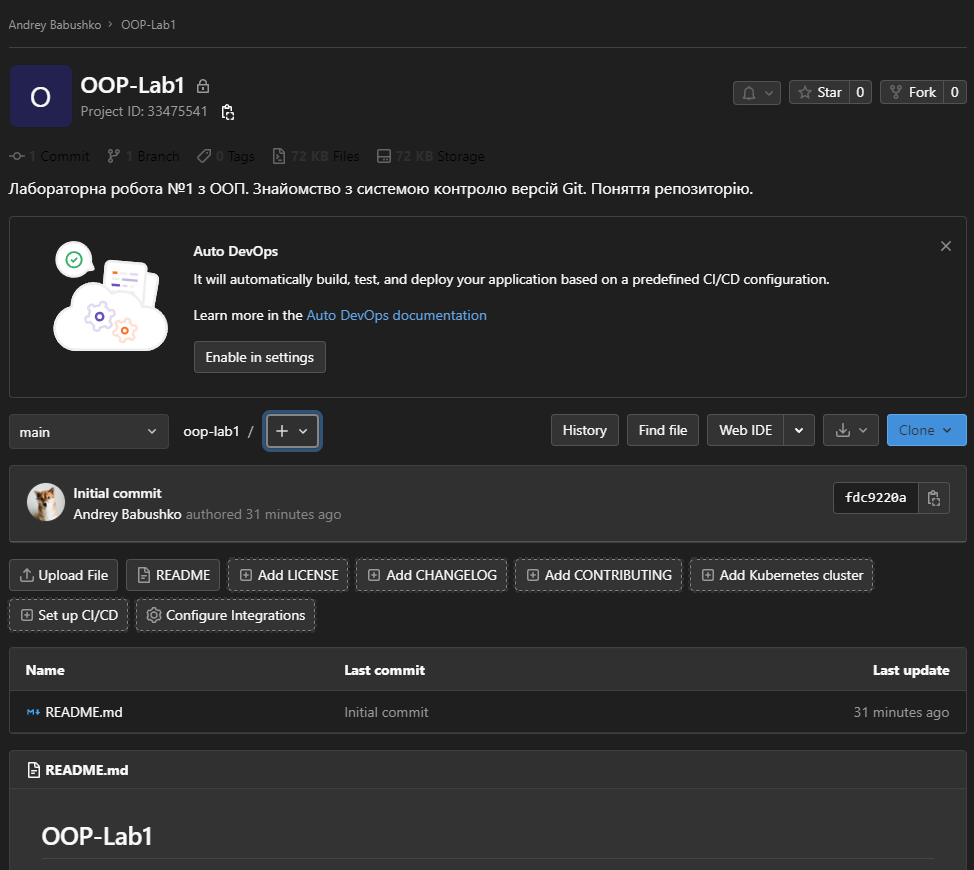 Andrey Babushko › OOP-Lab1
O
OOP-Lab1
Project ID: 33475541
Star 0
Fork 0
1 Commit 1 Branch 0 Tags 72 KB Files 72 KB Storage
Лабораторна робота №1 з ООП. Знайомство з системою контролю версій Git. Поняття репозиторію.
Auto DevOps
It will automatically build, test, and deploy your application based on a predefined CI/CD configuration.
Learn more in the Auto DevOps documentation
Enable in settings
main oop-lab1 / + History Find file Web IDE Clone
Initial commit
Andrey Babushko authored 31 minutes ago
fdc9220a
Upload File README Add LICENSE Add CHANGELOG Add CONTRIBUTING Add Kubernetes cluster
Set up CI/CD Configure Integrations
Name Last commit Last update
M↓ README.md Initial commit 31 minutes ago
README.md
OOP-Lab1